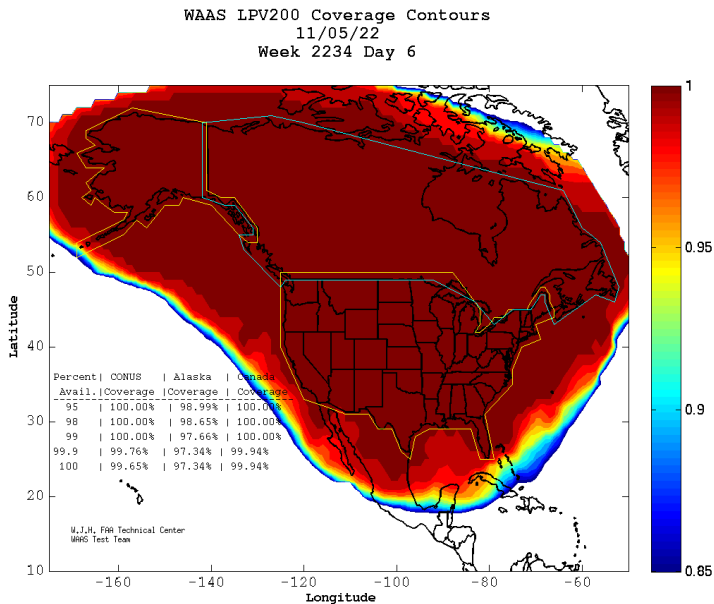 WAAS LPV200 Coverage Contours
11/05/22
Week 2234 Day 6
1
0.95
0.9
0.85
70
60
50
40
30
20
10
Latitude
Percent| CONUS | Alaska | Canada
Avail. |Coverage |Coverage | Coverage
95 | 100.00% | 98.99% | 100.00%
98 | 100.00% | 98.65% | 100.00%
99 | 100.00% | 97.66% | 100.00%
99.9 | 99.76% | 97.34% | 99.94%
100 | 99.65% | 97.34% | 99.94%
W.J.H. FAA Technical Center
WAAS Test Team
-160 -140 -120 -100 -80 -60
Longitude